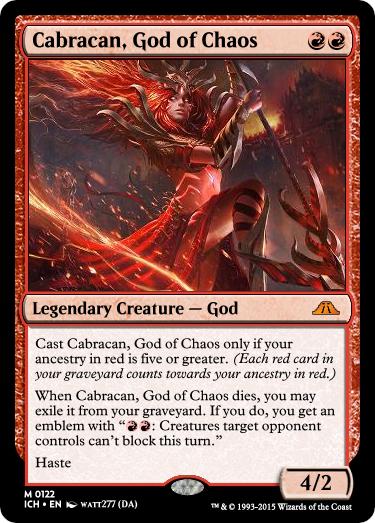 Cabracan, God of Chaos
Legendary Creature — God
Cast Cabracan, God of Chaos only if your
ancestry in red is five or greater. (Each red card in
your graveyard counts towards your ancestry in red.)
When Cabracan, God of Chaos dies, you may
exile it from your graveyard. If you do, you get an
emblem with “: Creatures target opponent
controls can’t block this turn.”
Haste
4/2
M 0122
ICH • EN WATT277 (DA)
™ & © 1993-2015 Wizards of the Coast